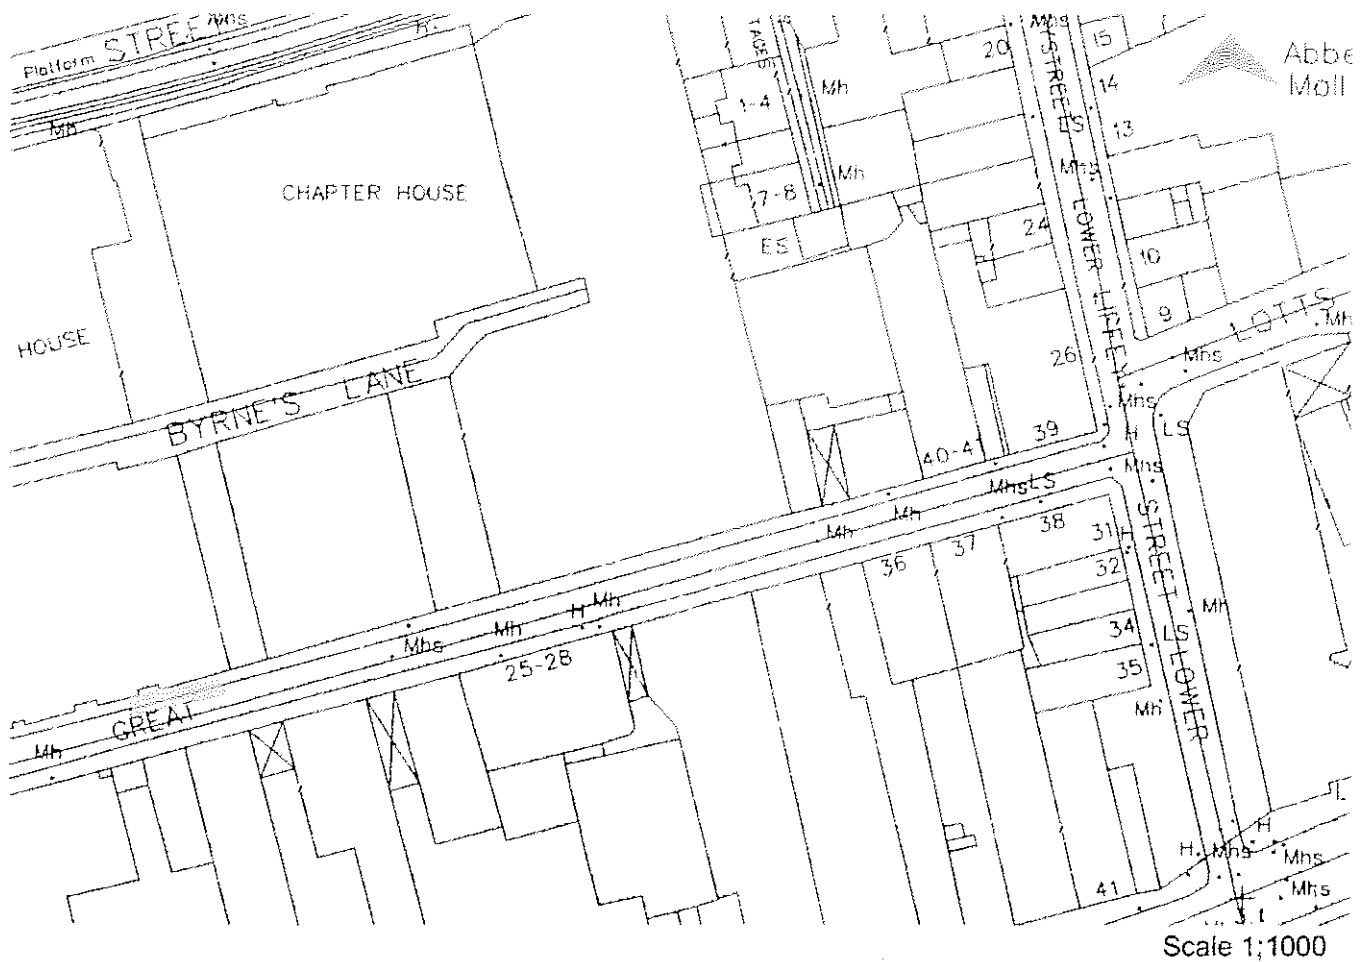 Mhs
STREET
Platform
H
Mh
CHAPTER HOUSE
HOUSE
BYRNE'S LANE
TAGES
1-4
Mh
Mh
7-8
ES
20
Mhs
STREET
15
14
LS
13
Mhs
LOWER LIFFEY
24
10
9
LOTTS
Mh
26
Mhs
Mhs
H
LS
Mhs
39
40-41
Mhs
LS
Mh
Mh
38
37
36
31
H
32
34
35
STREET LOWER
Mh
LS
Mh
H
Mh
Mh
Mhs
25-28
GREAT
Mh
41
H
Mhs
H
Mhs
Mhs
L
Abbe
Moll
Scale 1;1000